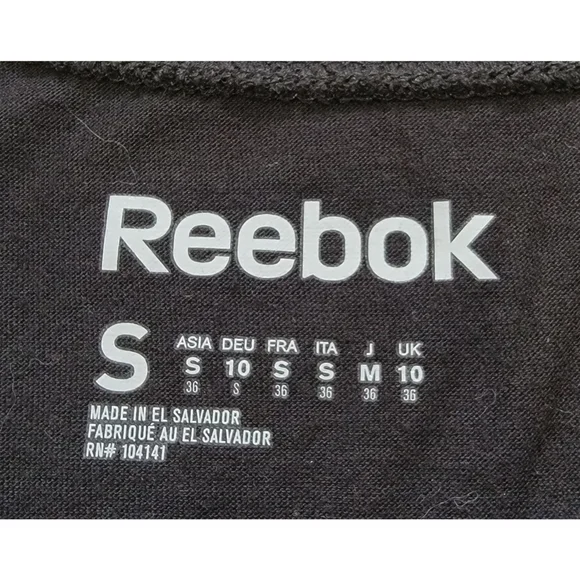 Reebok
S
ASIA DEU FRA ITA J UK
S 10 S S M 10
36 S 36 36 36 36
MADE IN EL SALVADOR
FABRIQUÉ AU EL SALVADOR
RN# 104141